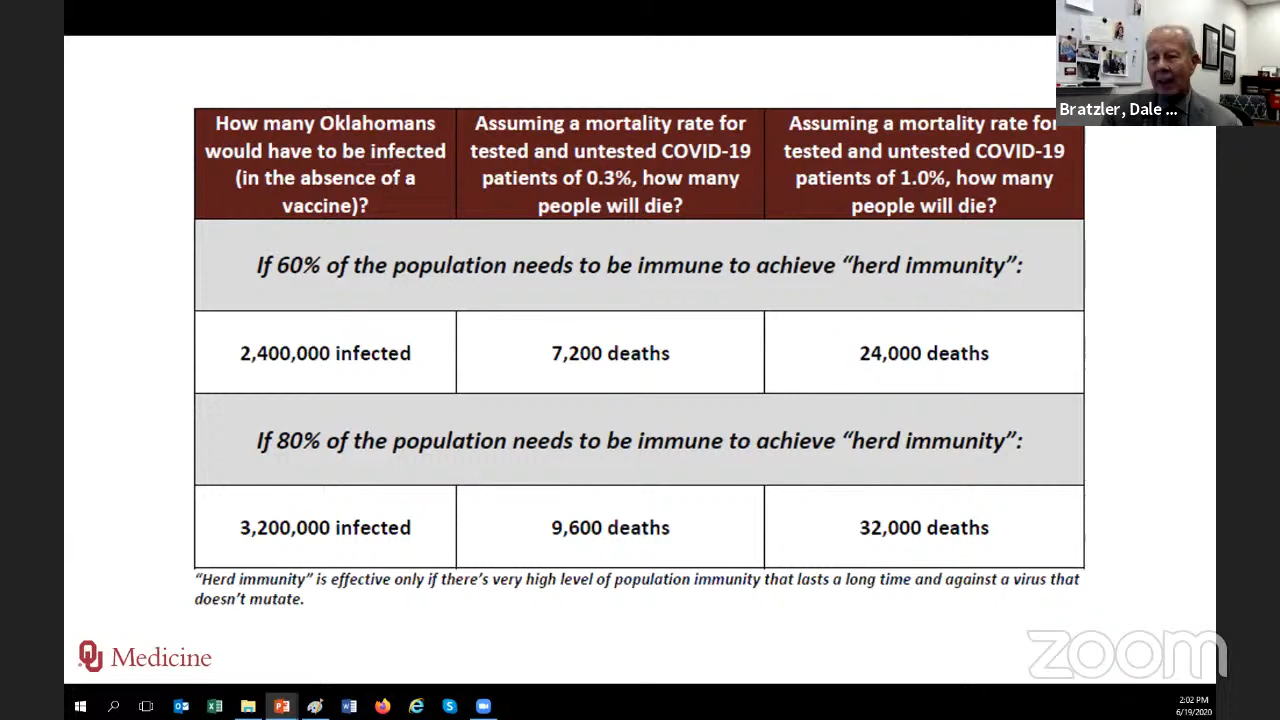 Bratzler, Dale ...
How many Oklahomans
would have to be infected
(in the absence of a
vaccine)?
Assuming a mortality rate for
tested and untested COVID-19
patients of 0.3%, how many
people will die?
Assuming a mortality rate for
tested and untested COVID-19
patients of 1.0%, how many
people will die?
If 60% of the population needs to be immune to achieve “herd immunity”:
2,400,000 infected
7,200 deaths
24,000 deaths
If 80% of the population needs to be immune to achieve “herd immunity”:
3,200,000 infected
9,600 deaths
32,000 deaths
“Herd immunity” is effective only if there’s very high level of population immunity that lasts a long time and against a virus that
doesn’t mutate.
OU Medicine
zoom
2:02 PM
6/19/2020